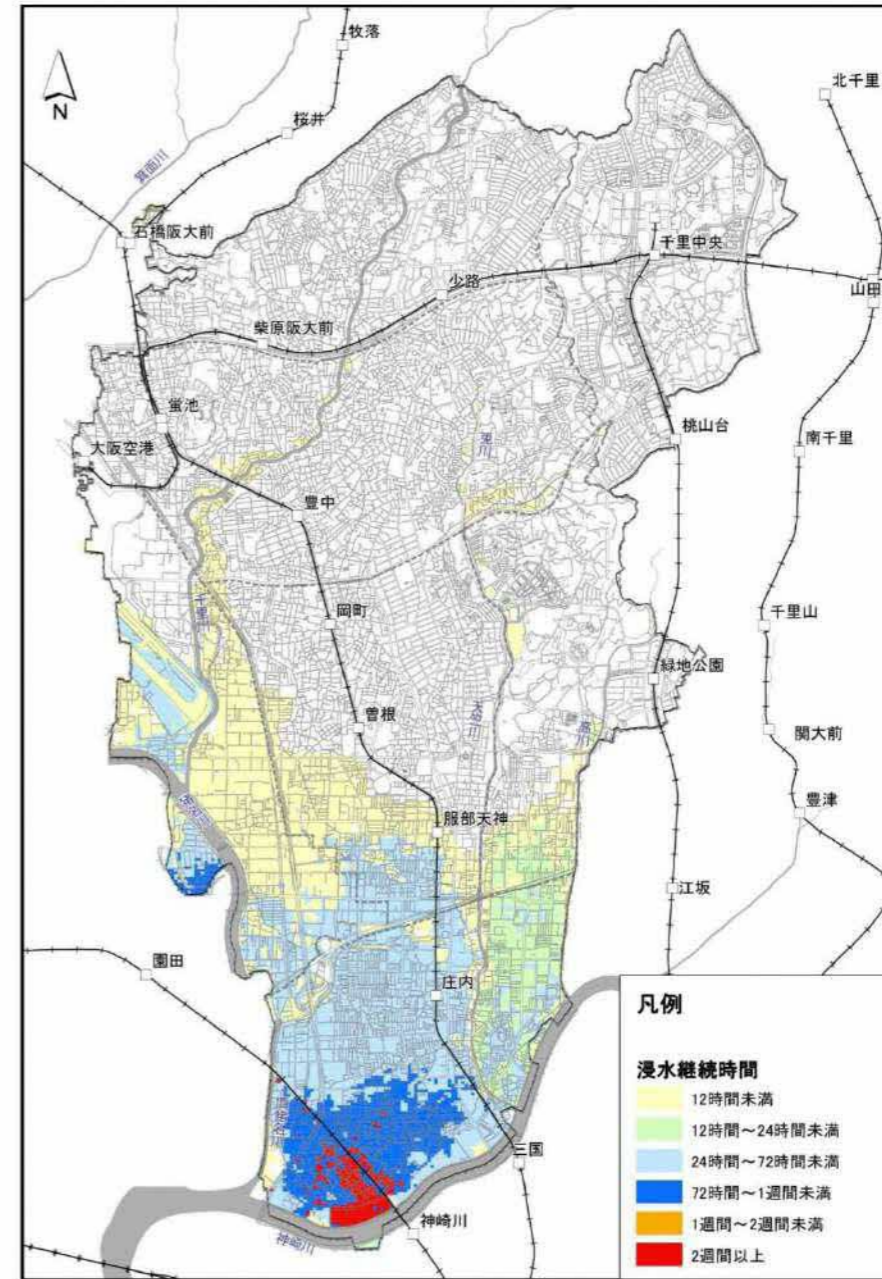 牧落
北千里
N
桜井
箕面川
石橋阪大前
千里中央
少路
山田
柴原阪大前
蛍池
桃山台
大阪空港
南千里
豊中
千里川
岡町
千里山
緑地公園
曽根
天竺川
高川
関大前
豊津
服部天神
江坂
園田
庄内
三国
神崎川
神崎川
凡例
浸水継続時間
12時間未満
12時間～24時間未満
24時間～72時間未満
72時間～1週間未満
1週間～2週間未満
2週間以上